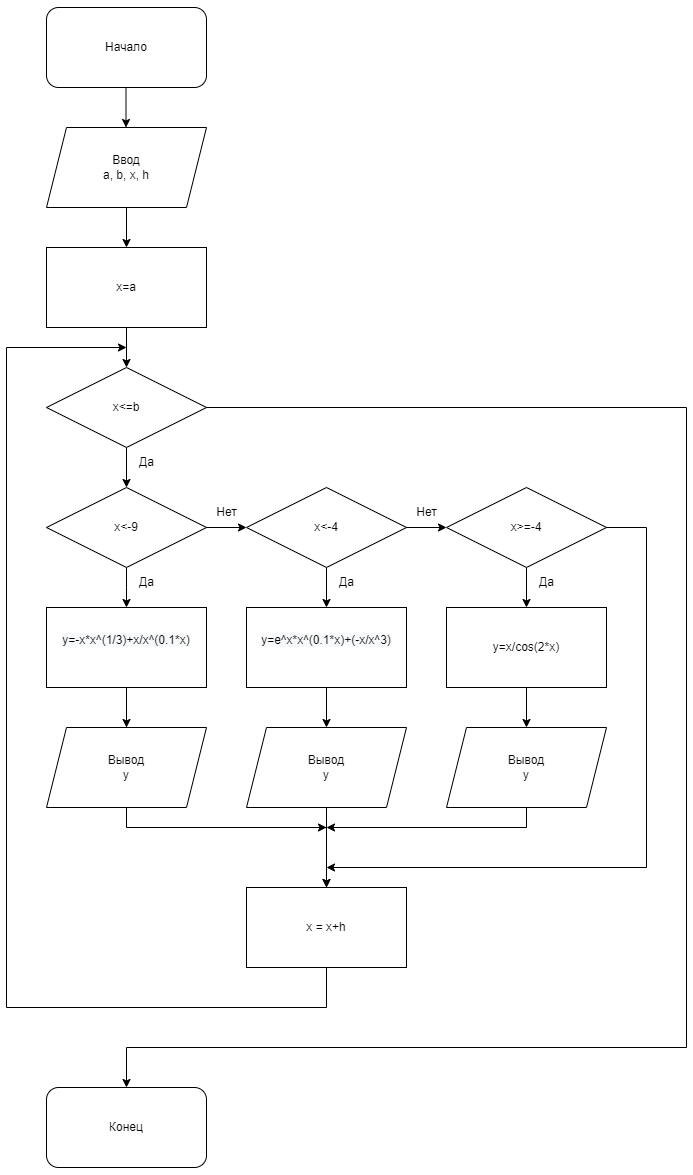 Начало
Ввод
a, b, x, h
x=a
x<=b
Да
x<-9
Нет
x<-4
Нет
x>=-4
Да
Да
Да
y=-x*x^(1/3)+x/x^(0.1*x)
y=e^x*x^(0.1*x)+(-x/x^3)
y=x/cos(2*x)
Вывод
y
Вывод
y
Вывод
y
x = x+h
Конец